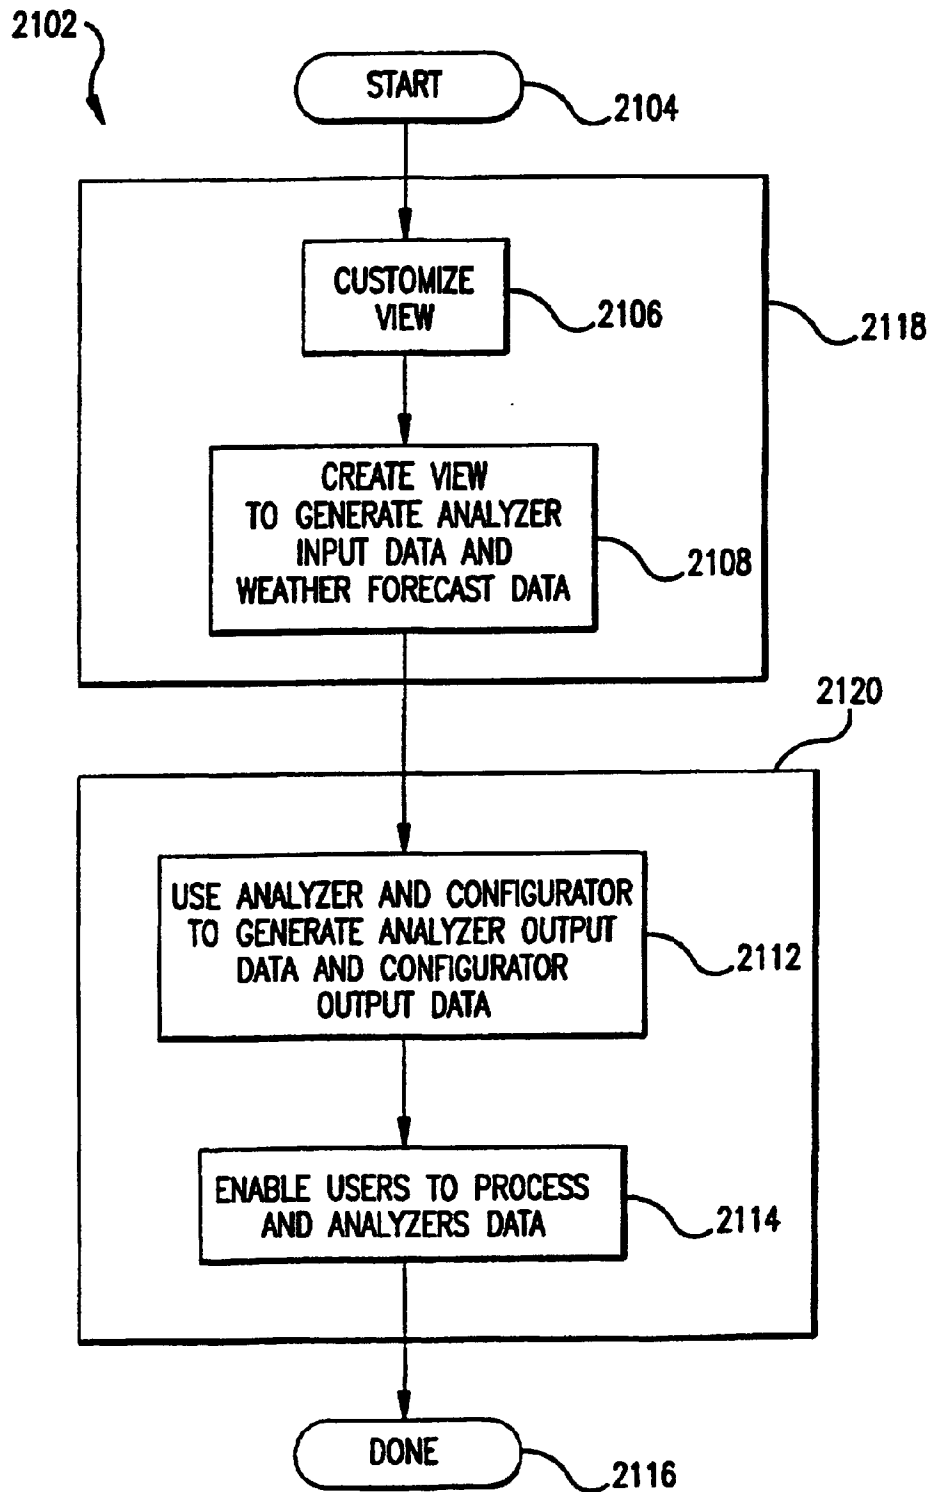 2102
START
2104
CUSTOMIZE
VIEW
2106
2118
CREATE VIEW
TO GENERATE ANALYZER
INPUT DATA AND
WEATHER FORECAST DATA
2108
2120
USE ANALYZER AND CONFIGURATOR
TO GENERATE ANALYZER OUTPUT
DATA AND CONFIGURATOR
OUTPUT DATA
2112
ENABLE USERS TO PROCESS
AND ANALYZERS DATA
2114
DONE
2116